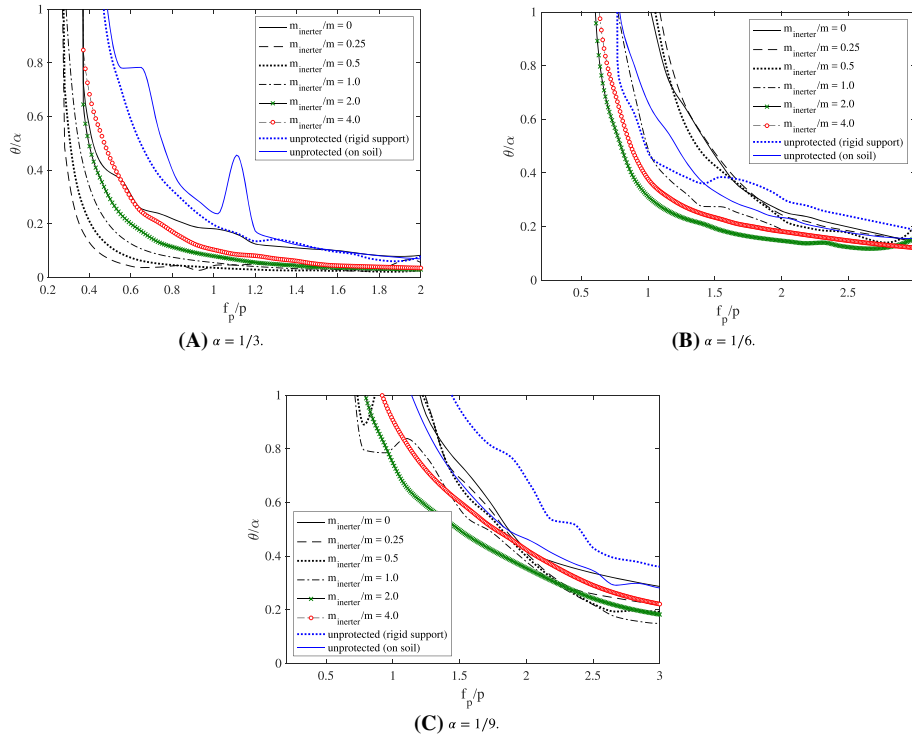 1
0.8
0.6
0.4
0.2
0
θ/α
0.2 0.4 0.6 0.8 1 1.2 1.4 1.6 1.8 2
f_p/p
m_inerter/m = 0
m_inerter/m = 0.25
m_inerter/m = 0.5
m_inerter/m = 1.0
m_inerter/m = 2.0
m_inerter/m = 4.0
unprotected (rigid support)
unprotected (on soil)
(A) α = 1/3.
1
0.8
0.6
0.4
0.2
0
θ/α
0.5 1 1.5 2 2.5
f_p/p
m_inerter/m = 0
m_inerter/m = 0.25
m_inerter/m = 0.5
m_inerter/m = 1.0
m_inerter/m = 2.0
m_inerter/m = 4.0
unprotected (rigid support)
unprotected (on soil)
(B) α = 1/6.
1
0.8
0.6
0.4
0.2
0
θ/α
m_inerter/m = 0
m_inerter/m = 0.25
m_inerter/m = 0.5
m_inerter/m = 1.0
m_inerter/m = 2.0
m_inerter/m = 4.0
unprotected (rigid support)
unprotected (on soil)
0.5 1 1.5 2 2.5 3
f_p/p
(C) α = 1/9.